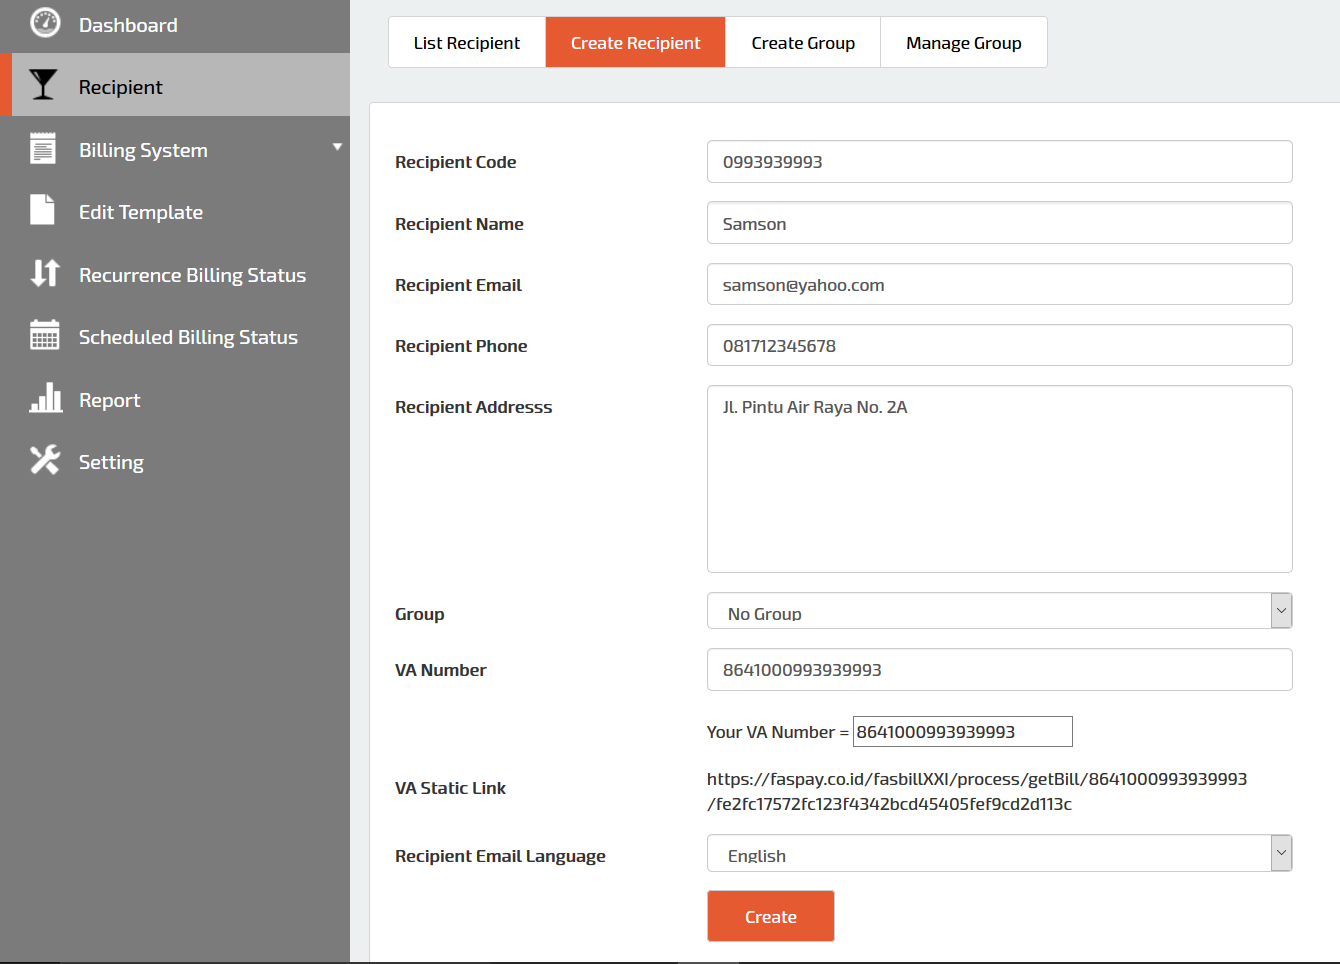 Dashboard
Recipient
Billing System
Edit Template
Recurrence Billing Status
Scheduled Billing Status
Report
Setting
List Recipient
Create Recipient
Create Group
Manage Group
Recipient Code
0993939993
Recipient Name
Samson
Recipient Email
samson@yahoo.com
Recipient Phone
081712345678
Recipient Addresss
Jl. Pintu Air Raya No. 2A
Group
No Group
VA Number
8641000993939993
Your VA Number = 8641000993939993
VA Static Link
https://faspay.co.id/fasbillXXI/process/getBill/8641000993939993
/fe2fc17572fc123f4342bcd45405fef9cd2d113c
Recipient Email Language
English
Create